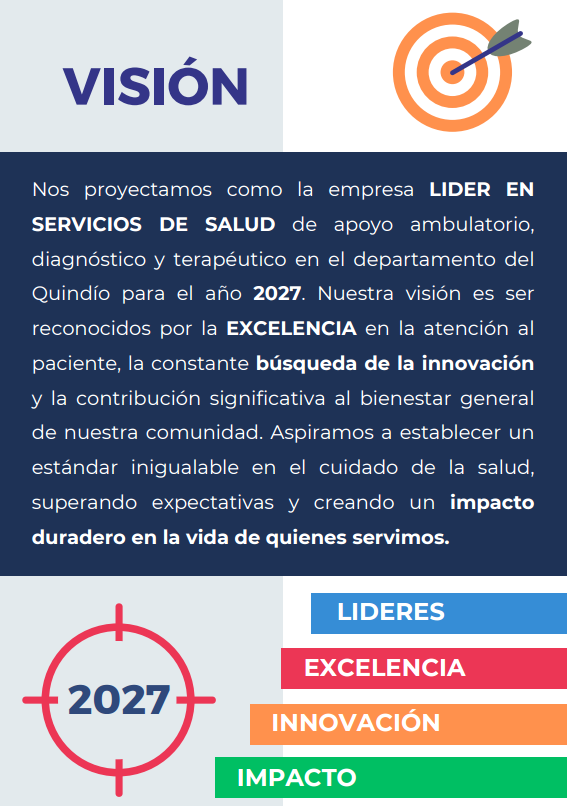 VISIÓN
Nos proyectamos como la empresa LIDER EN
SERVICIOS DE SALUD de apoyo ambulatorio,
diagnóstico y terapéutico en el departamento del
Quindío para el año 2027. Nuestra visión es ser
reconocidos por la EXCELENCIA en la atención al
paciente, la constante búsqueda de la innovación
y la contribución significativa al bienestar general
de nuestra comunidad. Aspiramos a establecer un
estándar inigualable en el cuidado de la salud,
superando expectativas y creando un impacto
duradero en la vida de quienes servimos.
2027
LIDERES
EXCELENCIA
INNOVACIÓN
IMPACTO